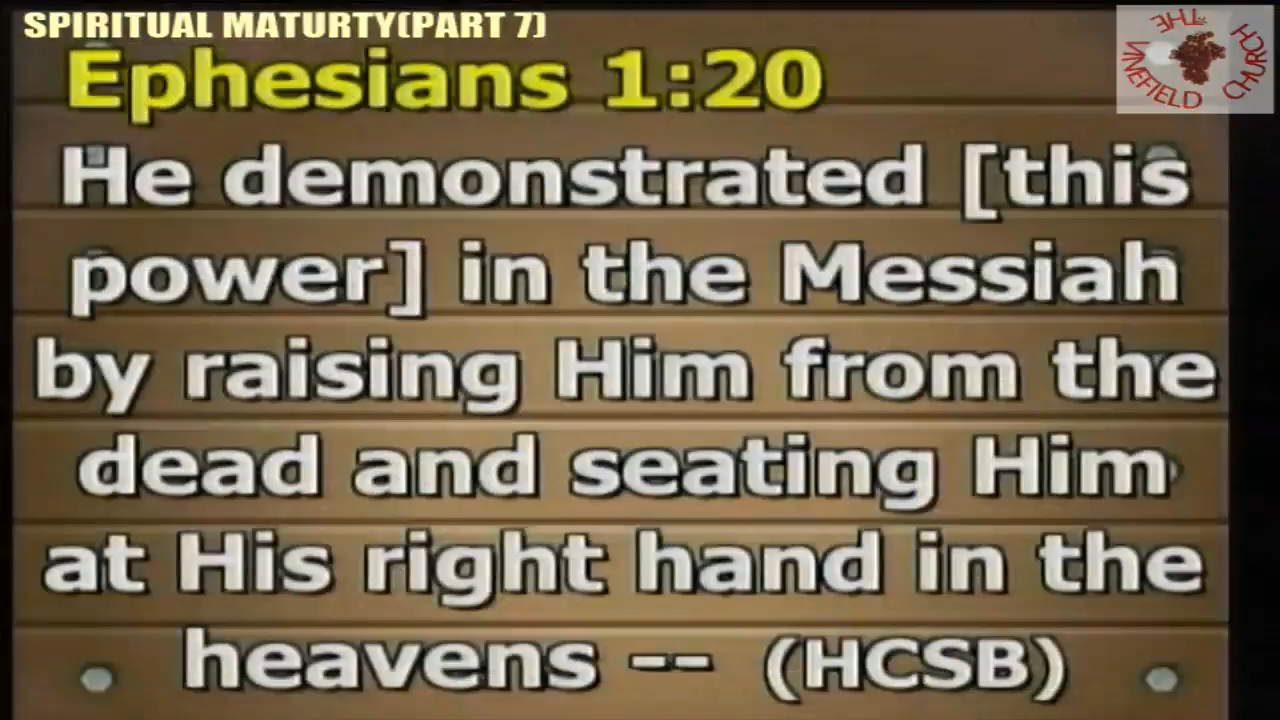 SPIRITUAL MATURTY(PART 7)
THE VINEFIELD CHURCH
Ephesians 1:20
He demonstrated [this
power] in the Messiah
by raising Him from the
dead and seating Him
at His right hand in the
heavens -- (HCSB)